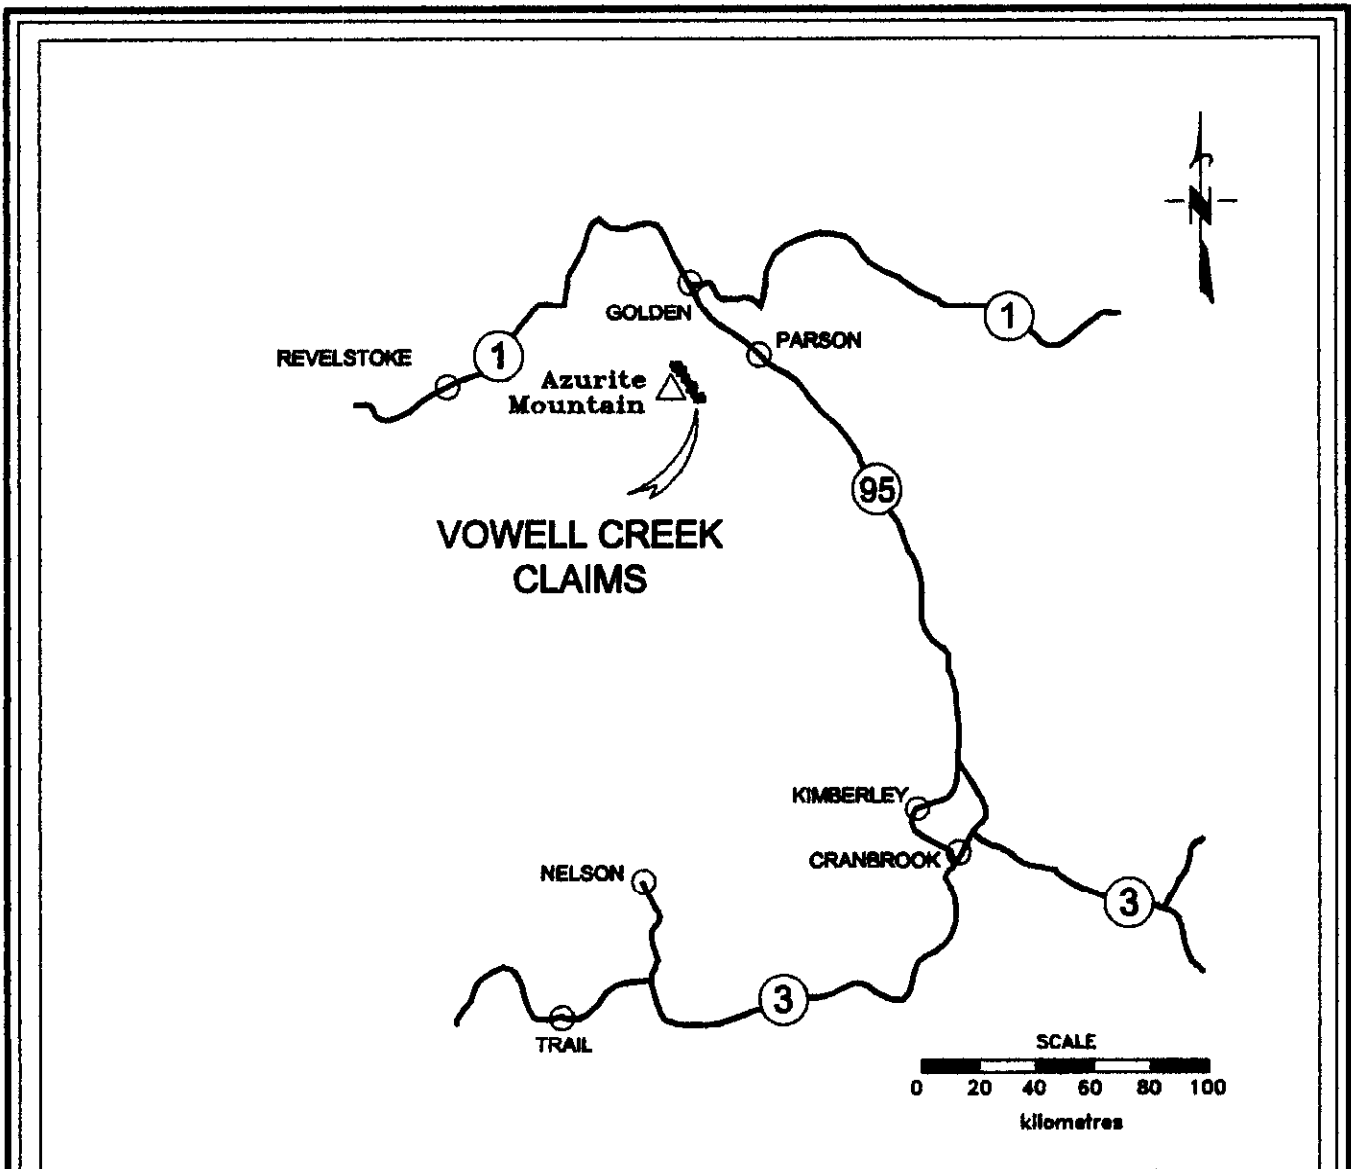 N
GOLDEN
1
PARSON
REVELSTOKE
1
Azurite
Mountain
95
VOWELL CREEK
CLAIMS
KIMBERLEY
CRANBROOK
NELSON
3
3
TRAIL
SCALE
0 20 40 60 80 100
kilometres